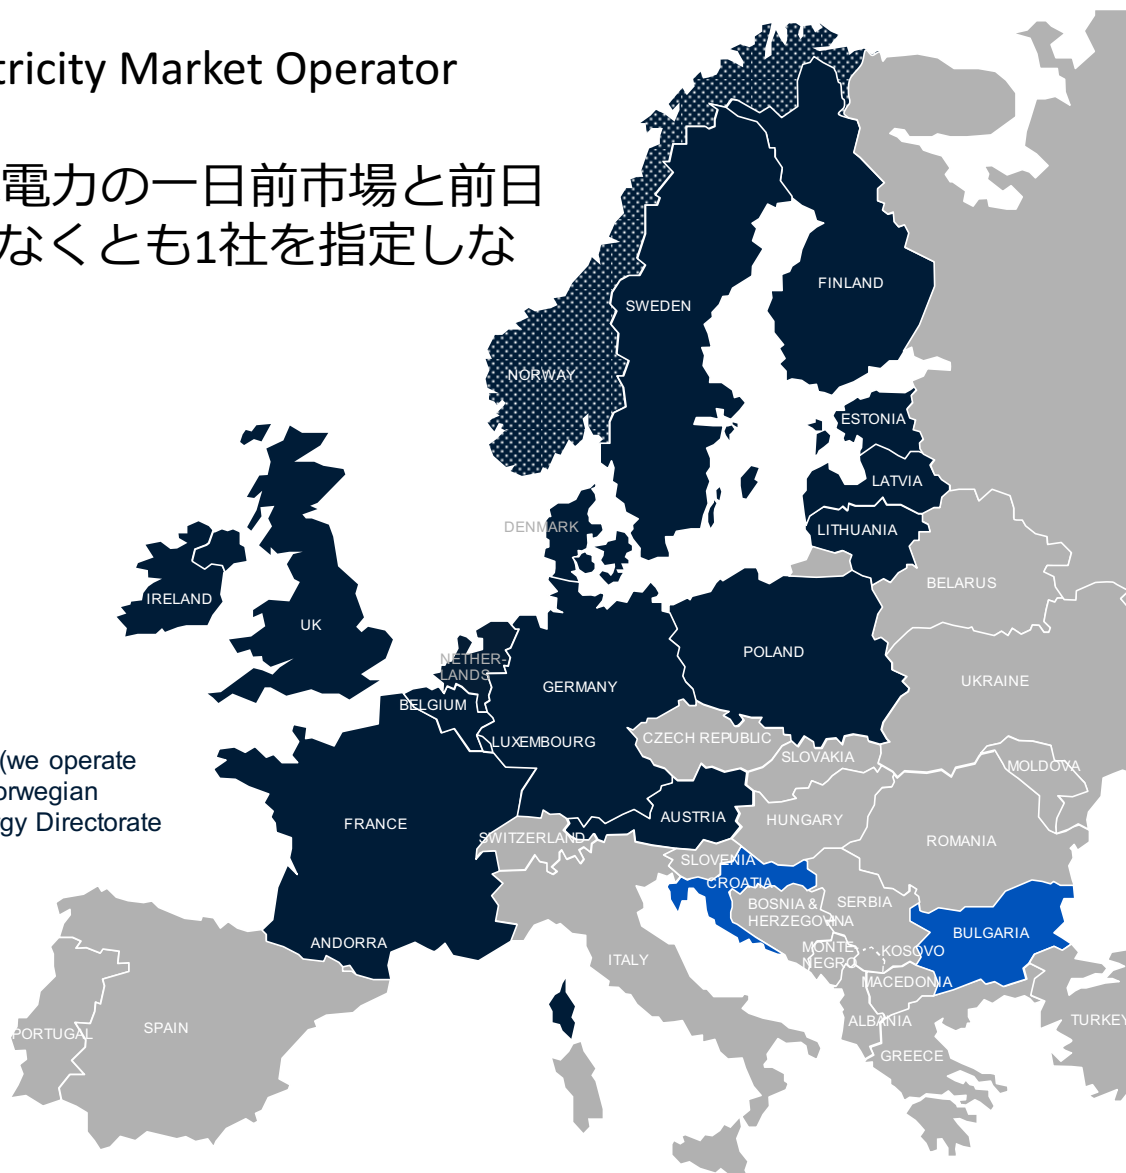 tricity Market Operator
電力の一日前市場と前日
なくとも1社を指定しな
FINLAND
SWEDEN
NORWAY
ESTONIA
LATVIA
DENMARK
LITHUANIA
BELARUS
IRELAND
UK
POLAND
NETHER-
LANDS
UKRAINE
GERMANY
BELGIUM
LUXEMBOURG
CZECH REPUBLIC
SLOVAKIA
(we operate
orwegian
gy Directorate
MOLDOVA
FRANCE
AUSTRIA
HUNGARY
SWITZERLAND
ROMANIA
SLOVENIA
CROATIA
BOSNIA &
HERZEGOVINA
SERBIA
BULGARIA
ANDORRA
MONTE-
NEGRO
KOSOVO
ITALY
MACEDONIA
PORTUGAL
SPAIN
ALBANIA
TURKEY
GREECE